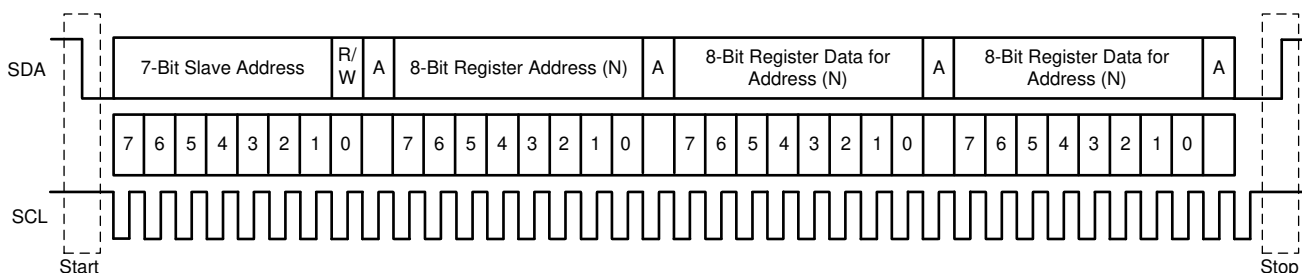 SDA
7-Bit Slave Address
R/
W
A
8-Bit Register Address (N)
A
8-Bit Register Data for
Address (N)
A
8-Bit Register Data for
Address (N)
A
7 6 5 4 3 2 1 0 7 6 5 4 3 2 1 0 7 6 5 4 3 2 1 0 7 6 5 4 3 2 1 0
SCL
Start Stop